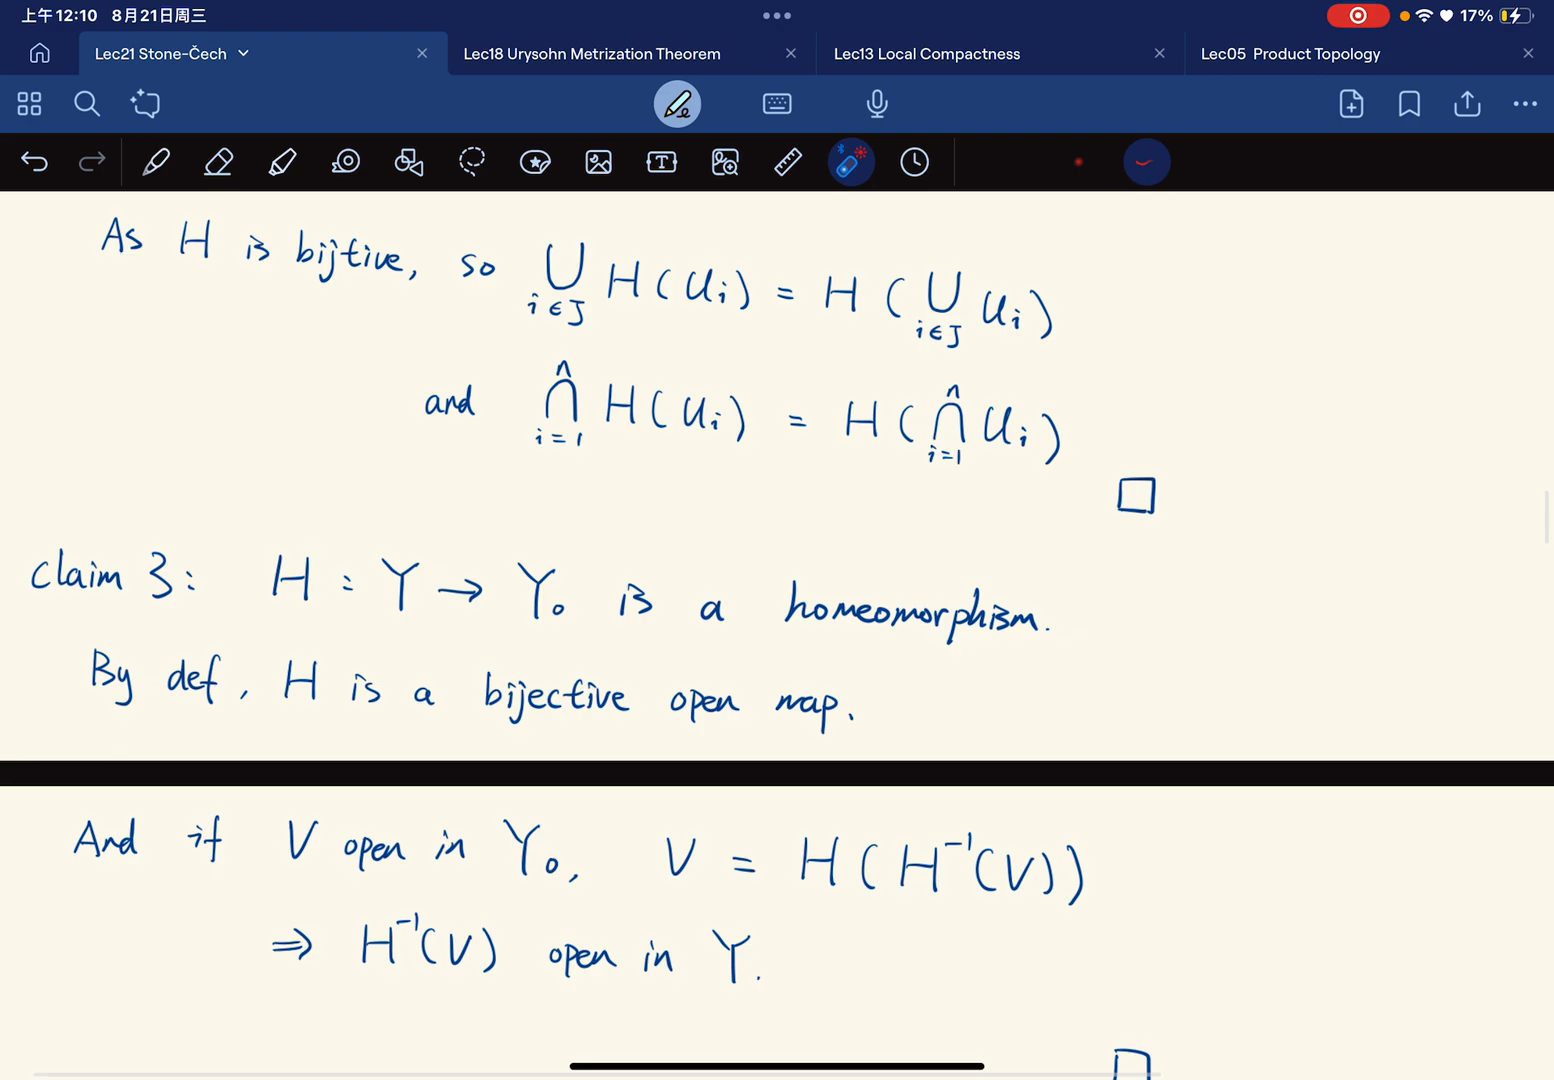 上午12:10 8月21日周三
17%
Lec21 Stone-Čech
Lec18 Urysohn Metrization Theorem
Lec13 Local Compactness
Lec05 Product Topology
As H is bijtive, so ⋃_{i∈J} H(U_i) = H(⋃_{i∈J} U_i)
and ⋂_{i=1}^{n} H(U_i) = H(⋂_{i=1}^{n} U_i)
□
Claim 3: H : Y → Y₀ is a homeomorphism.
By def, H is a bijective open map.
And if V open in Y₀, V = H(H⁻¹(V))
⇒ H⁻¹(V) open in Y.